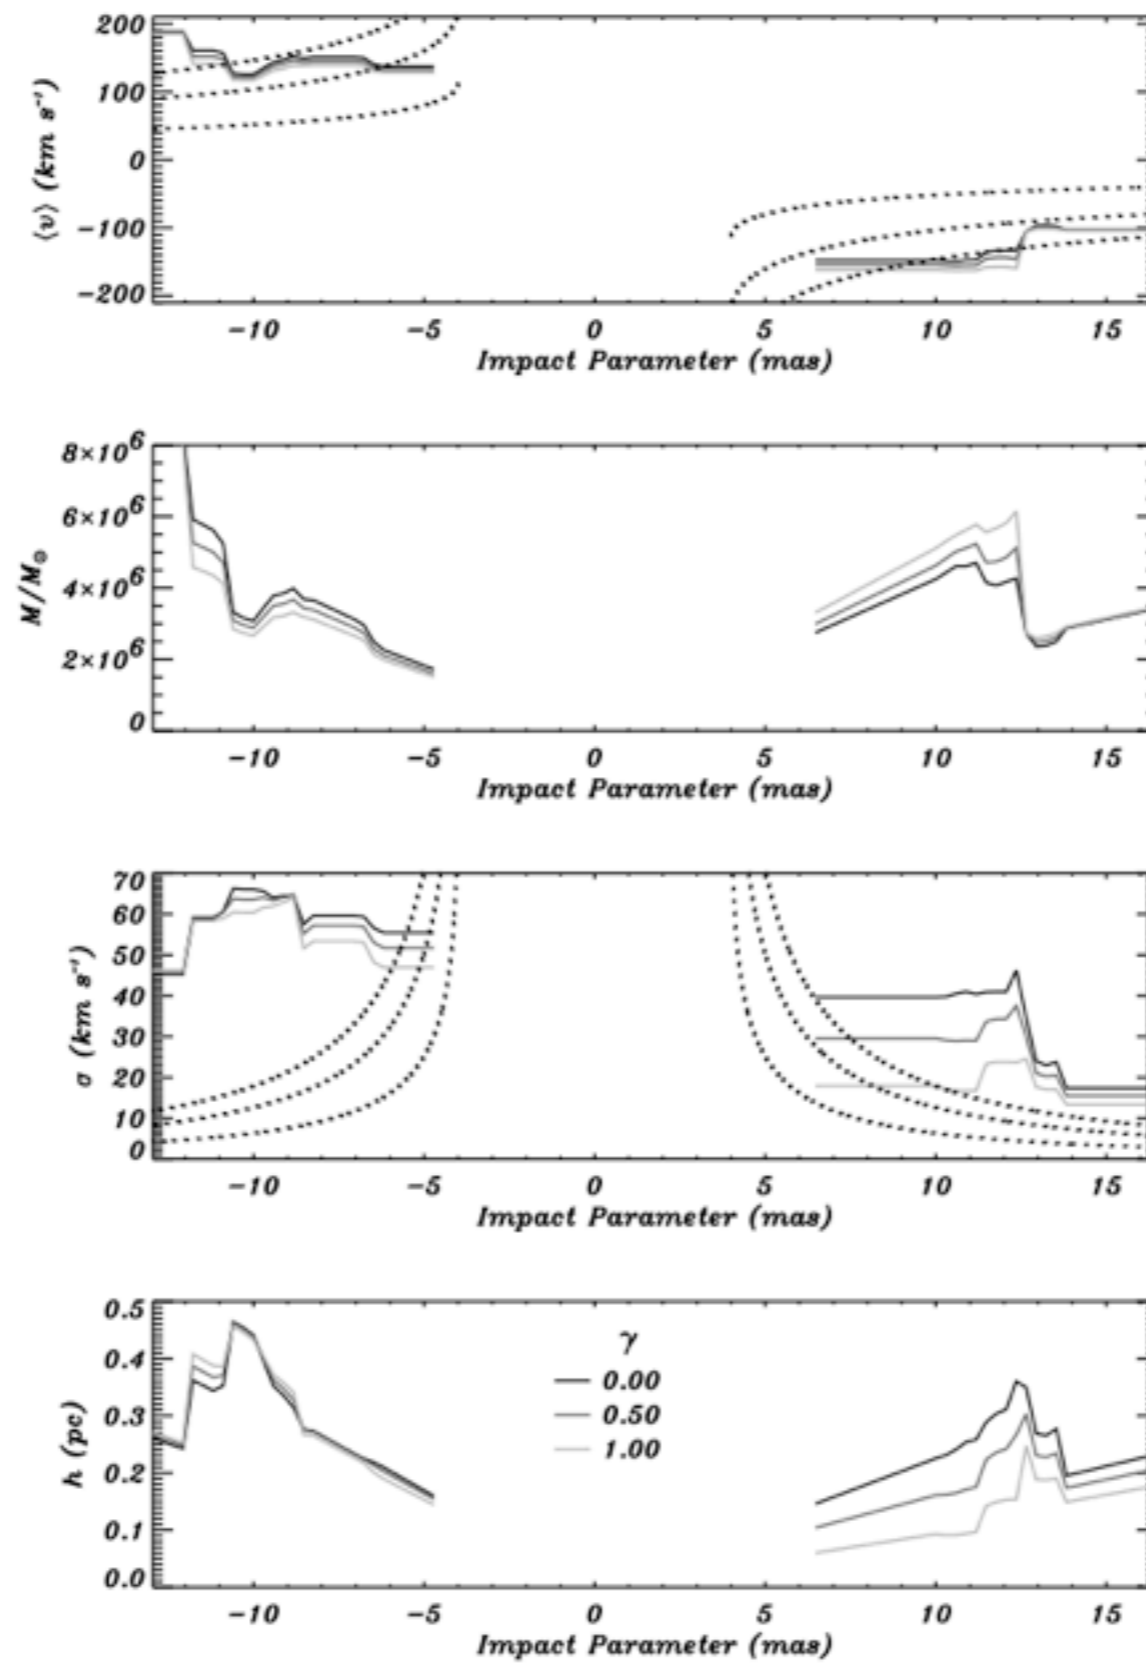 200
100
0
−100
−200
⟨v⟩ (km s⁻¹)
−10 −5 0 5 10 15
Impact Parameter (mas)
8×10⁶
6×10⁶
4×10⁶
2×10⁶
0
M/M⊙
−10 −5 0 5 10 15
Impact Parameter (mas)
70
60
50
40
30
20
10
0
σ (km s⁻¹)
−10 −5 0 5 10 15
Impact Parameter (mas)
0.5
0.4
0.3
0.2
0.1
0.0
h (pc)
γ
0.00
0.50
1.00
−10 −5 0 5 10 15
Impact Parameter (mas)